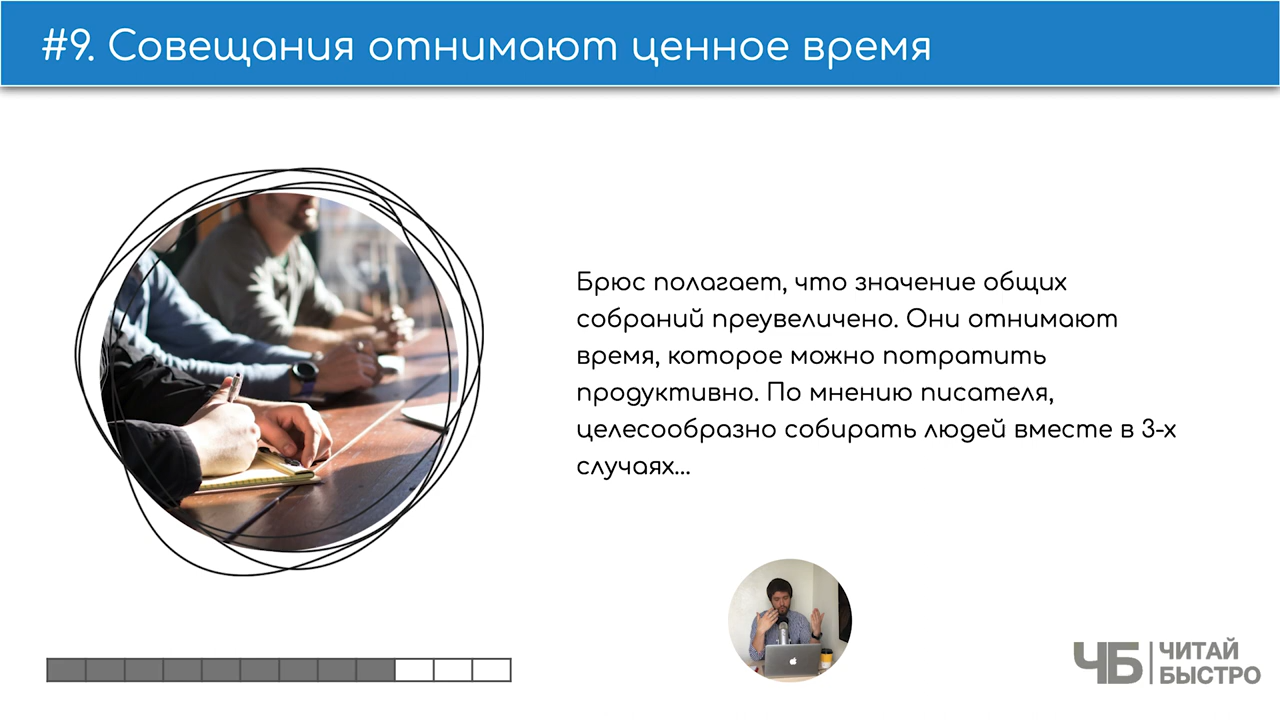 #9. Совещания отнимают ценное время
Брюс полагает, что значение общих
собраний преувеличено. Они отнимают
время, которое можно потратить
продуктивно. По мнению писателя,
целесообразно собирать людей вместе в 3-х
случаях...
ЧБ
ЧИТАЙ
БЫСТРО